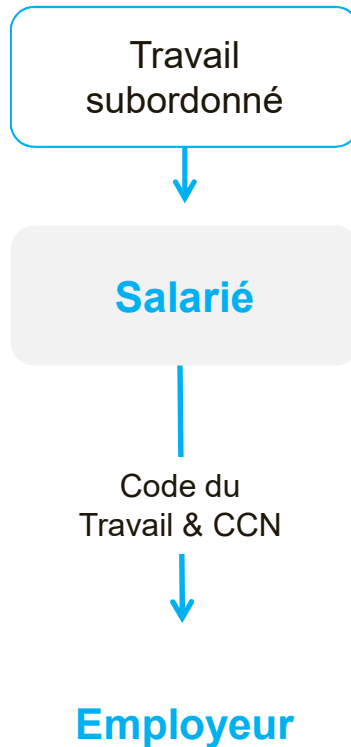 Travail
subordonné
Salarié
Code du
Travail & CCN
Employeur